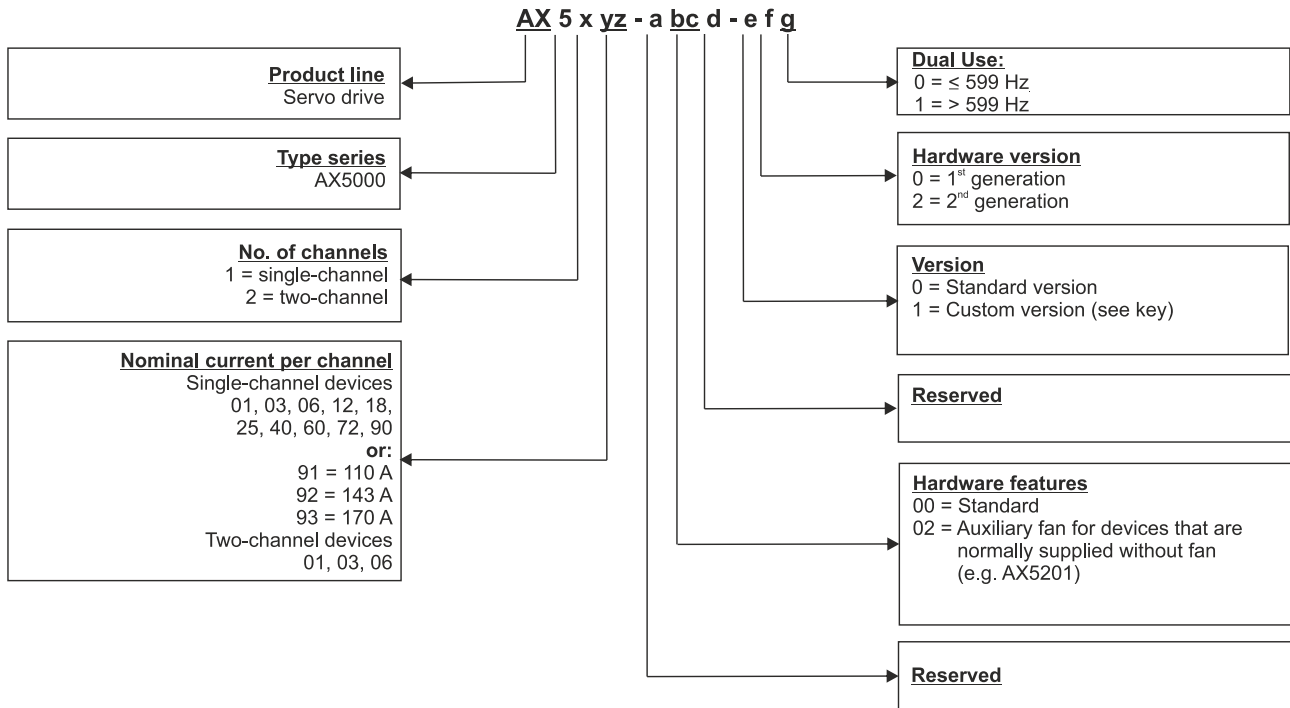 AX 5 x yz - a bc d - e f g
Product line
Servo drive
Type series
AX5000
No. of channels
1 = single-channel
2 = two-channel
Nominal current per channel
Single-channel devices
01, 03, 06, 12, 18,
25, 40, 60, 72, 90
or:
91 = 110 A
92 = 143 A
93 = 170 A
Two-channel devices
01, 03, 06
Dual Use:
0 = ≤ 599 Hz
1 = > 599 Hz
Hardware version
0 = 1st generation
2 = 2nd generation
Version
0 = Standard version
1 = Custom version (see key)
Reserved
Hardware features
00 = Standard
02 = Auxiliary fan for devices that are
normally supplied without fan
(e.g. AX5201)
Reserved